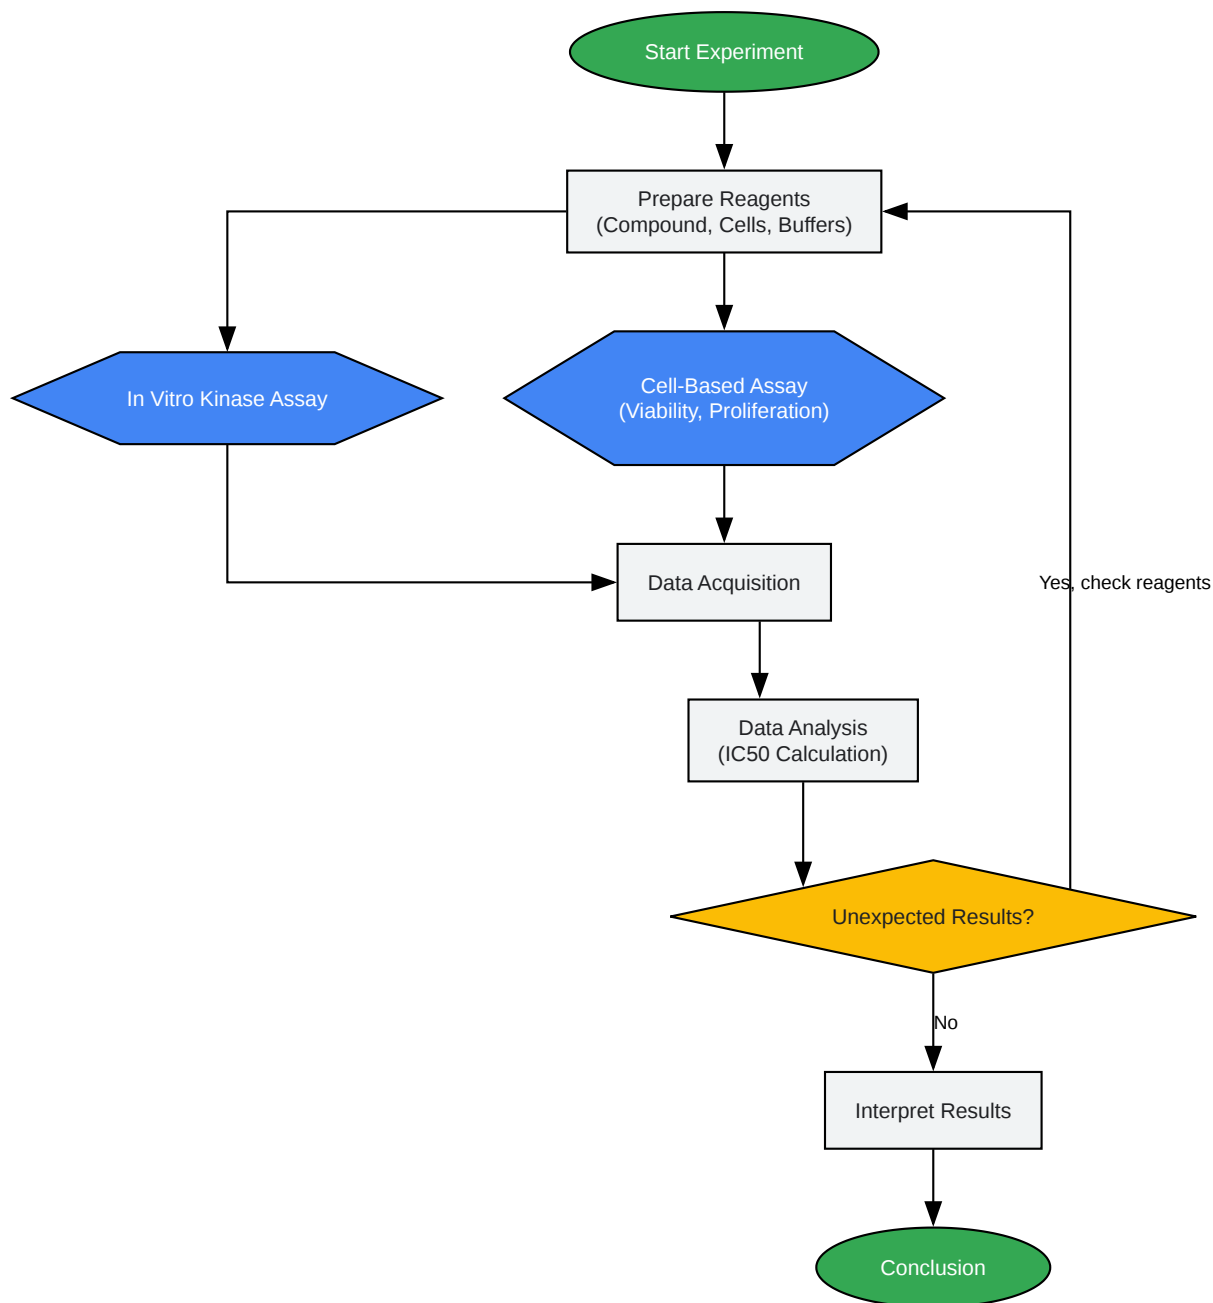 Start Experiment
Prepare Reagents
(Compound, Cells, Buffers)
In Vitro Kinase Assay
Cell-Based Assay
(Viability, Proliferation)
Data Acquisition
Yes, check reagents
Data Analysis
(IC50 Calculation)
Unexpected Results?
No
Interpret Results
Conclusion